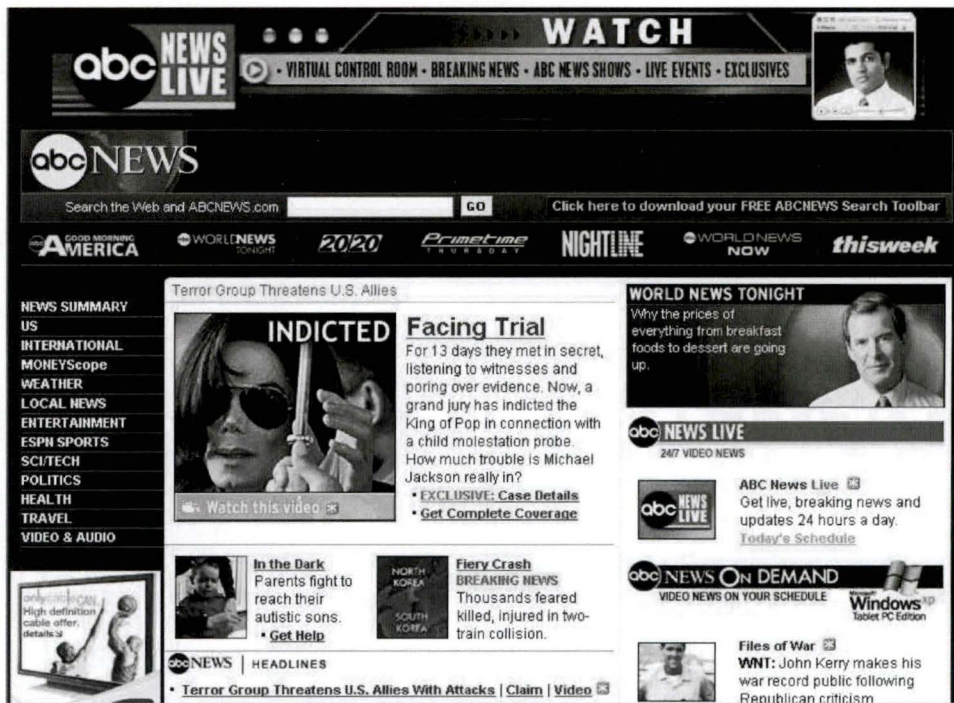 abc NEWS LIVE
WATCH
• VIRTUAL CONTROL ROOM • BREAKING NEWS • ABC NEWS SHOWS • LIVE EVENTS • EXCLUSIVES
abc NEWS
Search the Web and ABCNEWS.com GO Click here to download your FREE ABCNEWS Search Toolbar
abc GOOD MORNING AMERICA
WORLDNEWS TONIGHT
20/20
Primetime THURSDAY
NIGHTLINE
WORLDNEWS NOW
thisweek
NEWS SUMMARY
US
INTERNATIONAL
MONEYScope
WEATHER
LOCAL NEWS
ENTERTAINMENT
ESPN SPORTS
SCI/TECH
POLITICS
HEALTH
TRAVEL
VIDEO & AUDIO
onlycableCAN
High definition
cable offer.
details
Terror Group Threatens U.S. Allies
INDICTED
Watch this video
Facing Trial
For 13 days they met in secret,
listening to witnesses and
poring over evidence. Now, a
grand jury has indicted the
King of Pop in connection with
a child molestation probe.
How much trouble is Michael
Jackson really in?
▪ EXCLUSIVE: Case Details
▪ Get Complete Coverage
In the Dark
Parents fight to
reach their
autistic sons.
▪ Get Help
NORTH
KOREA
SOUTH
KOREA
Fiery Crash
BREAKING NEWS
Thousands feared
killed, injured in two-
train collision.
abc NEWS | HEADLINES
• Terror Group Threatens U.S. Allies With Attacks | Claim | Video
WORLD NEWS TONIGHT
Why the prices of
everything from breakfast
foods to dessert are going
up.
abc NEWS LIVE
24/7 VIDEO NEWS
abc NEWS LIVE
ABC News Live
Get live, breaking news and
updates 24 hours a day.
Today's Schedule
abc NEWS ON DEMAND
VIDEO NEWS ON YOUR SCHEDULE
Microsoft
Windows xp
Tablet PC Edition
Files of War
WNT: John Kerry makes his
war record public following
Republican criticism